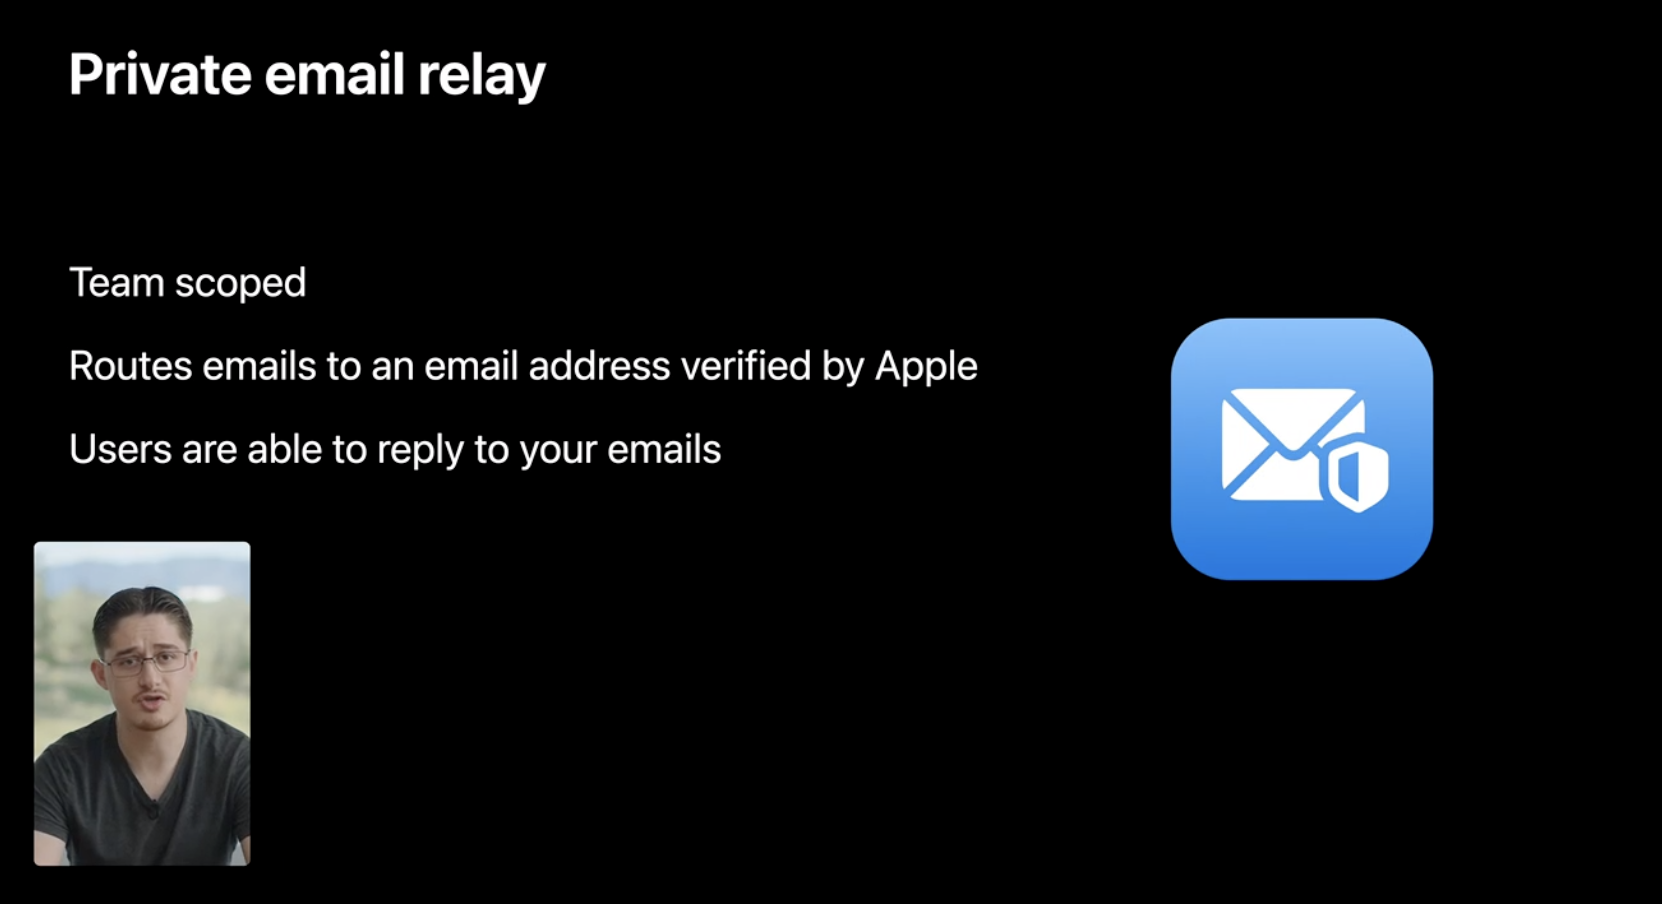 Private email relay
Team scoped
Routes emails to an email address verified by Apple
Users are able to reply to your emails